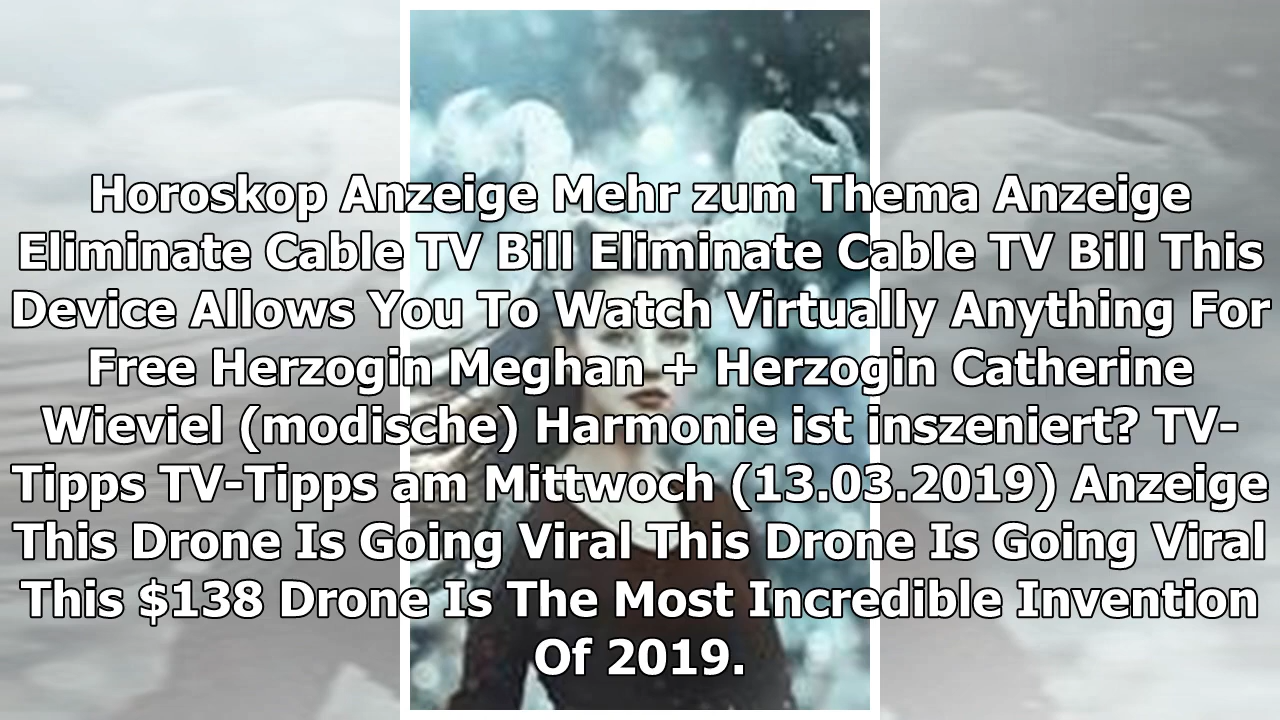 Horoskop Anzeige Mehr zum Thema Anzeige
Eliminate Cable TV Bill Eliminate Cable TV Bill This
Device Allows You To Watch Virtually Anything For
Free Herzogin Meghan + Herzogin Catherine
Wieviel (modische) Harmonie ist inszeniert? TV-
Tipps TV-Tipps am Mittwoch (13.03.2019) Anzeige
This Drone Is Going Viral This Drone Is Going Viral
This $138 Drone Is The Most Incredible Invention
Of 2019.